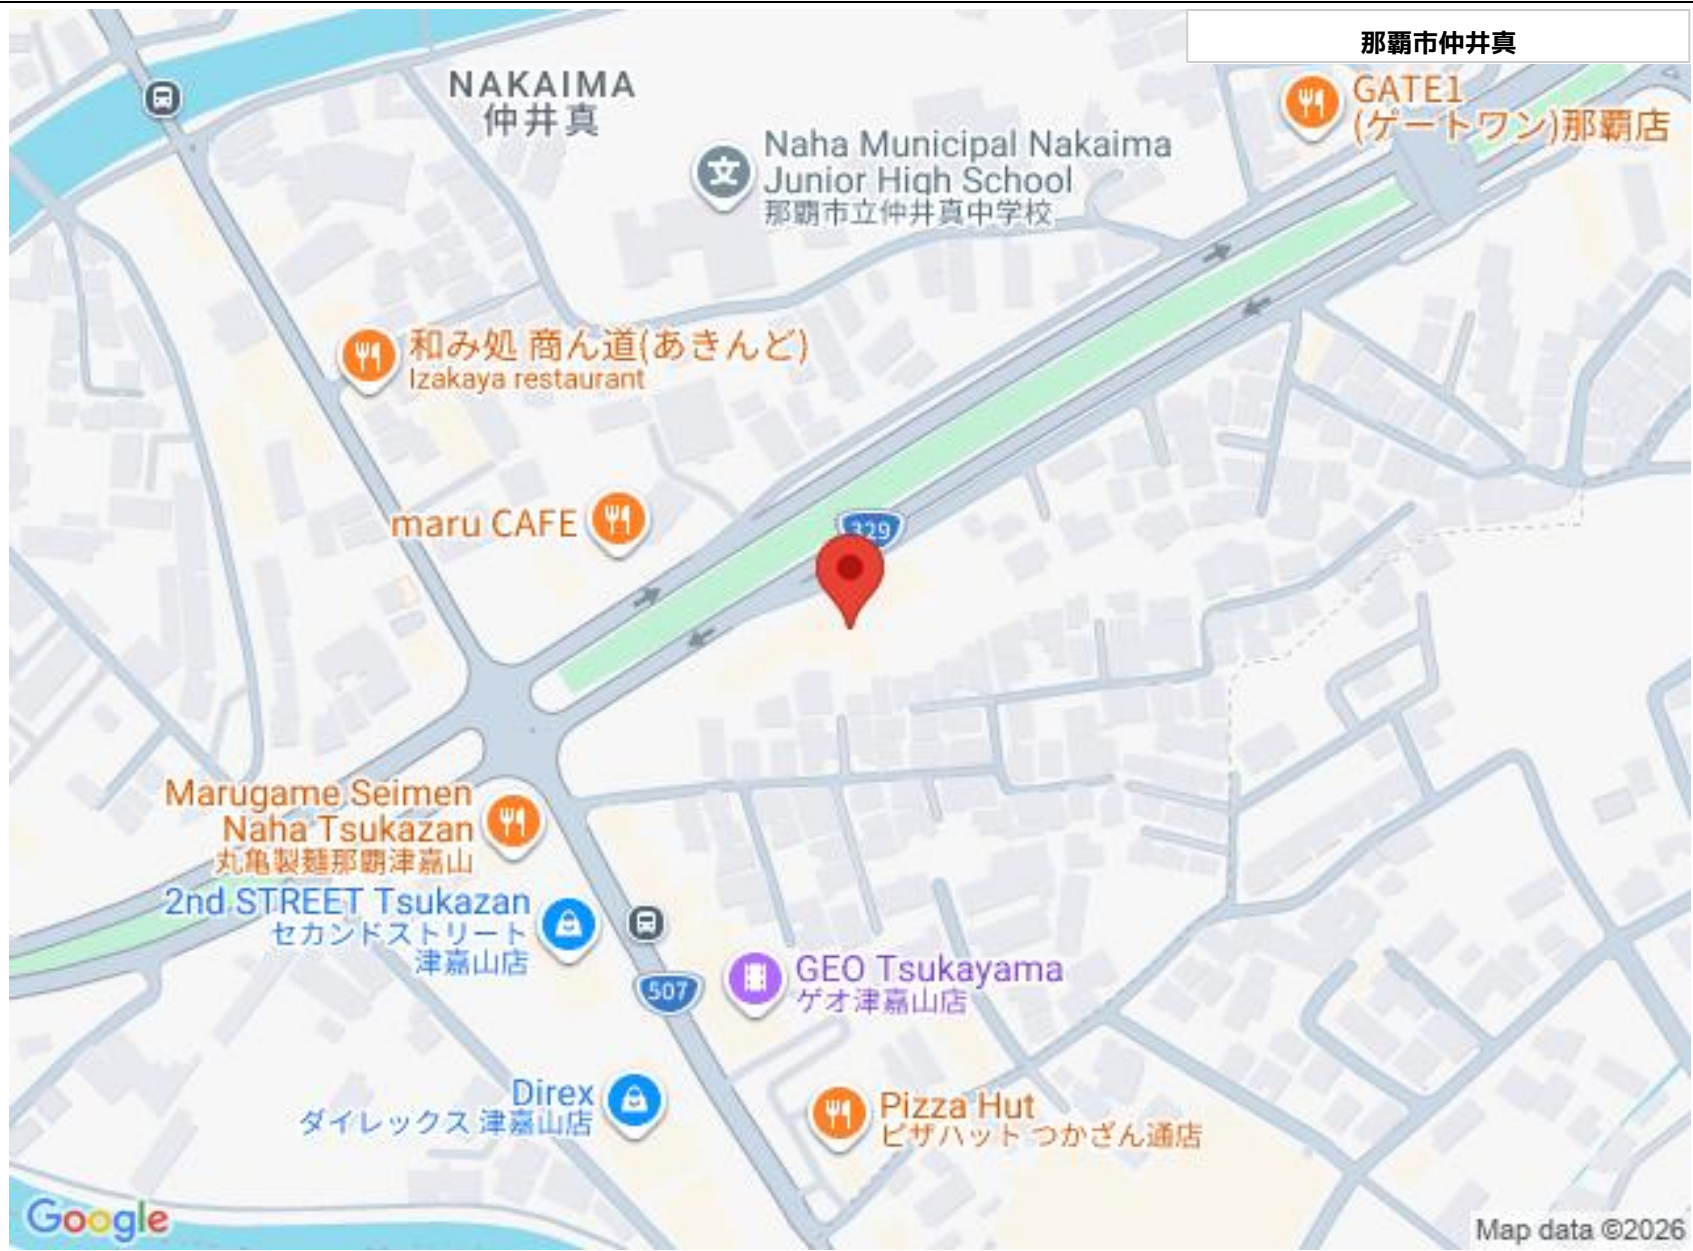 那覇市仲井真
NAKAIMA
仲井真
GATE1
(ゲートワン)那覇店
Naha Municipal Nakaima
Junior High School
那覇市立仲井真中学校
和み処 商ん道(あきんど)
Izakaya restaurant
maru CAFE
329
Marugame Seimen
Naha Tsukazan
丸亀製麺那覇津嘉山
2nd STREET Tsukazan
セカンドストリート
津嘉山店
507
GEO Tsukayama
ゲオ津嘉山店
Direx
ダイレックス 津嘉山店
Pizza Hut
ピザハット つかざん通店
Google
Map data ©2026